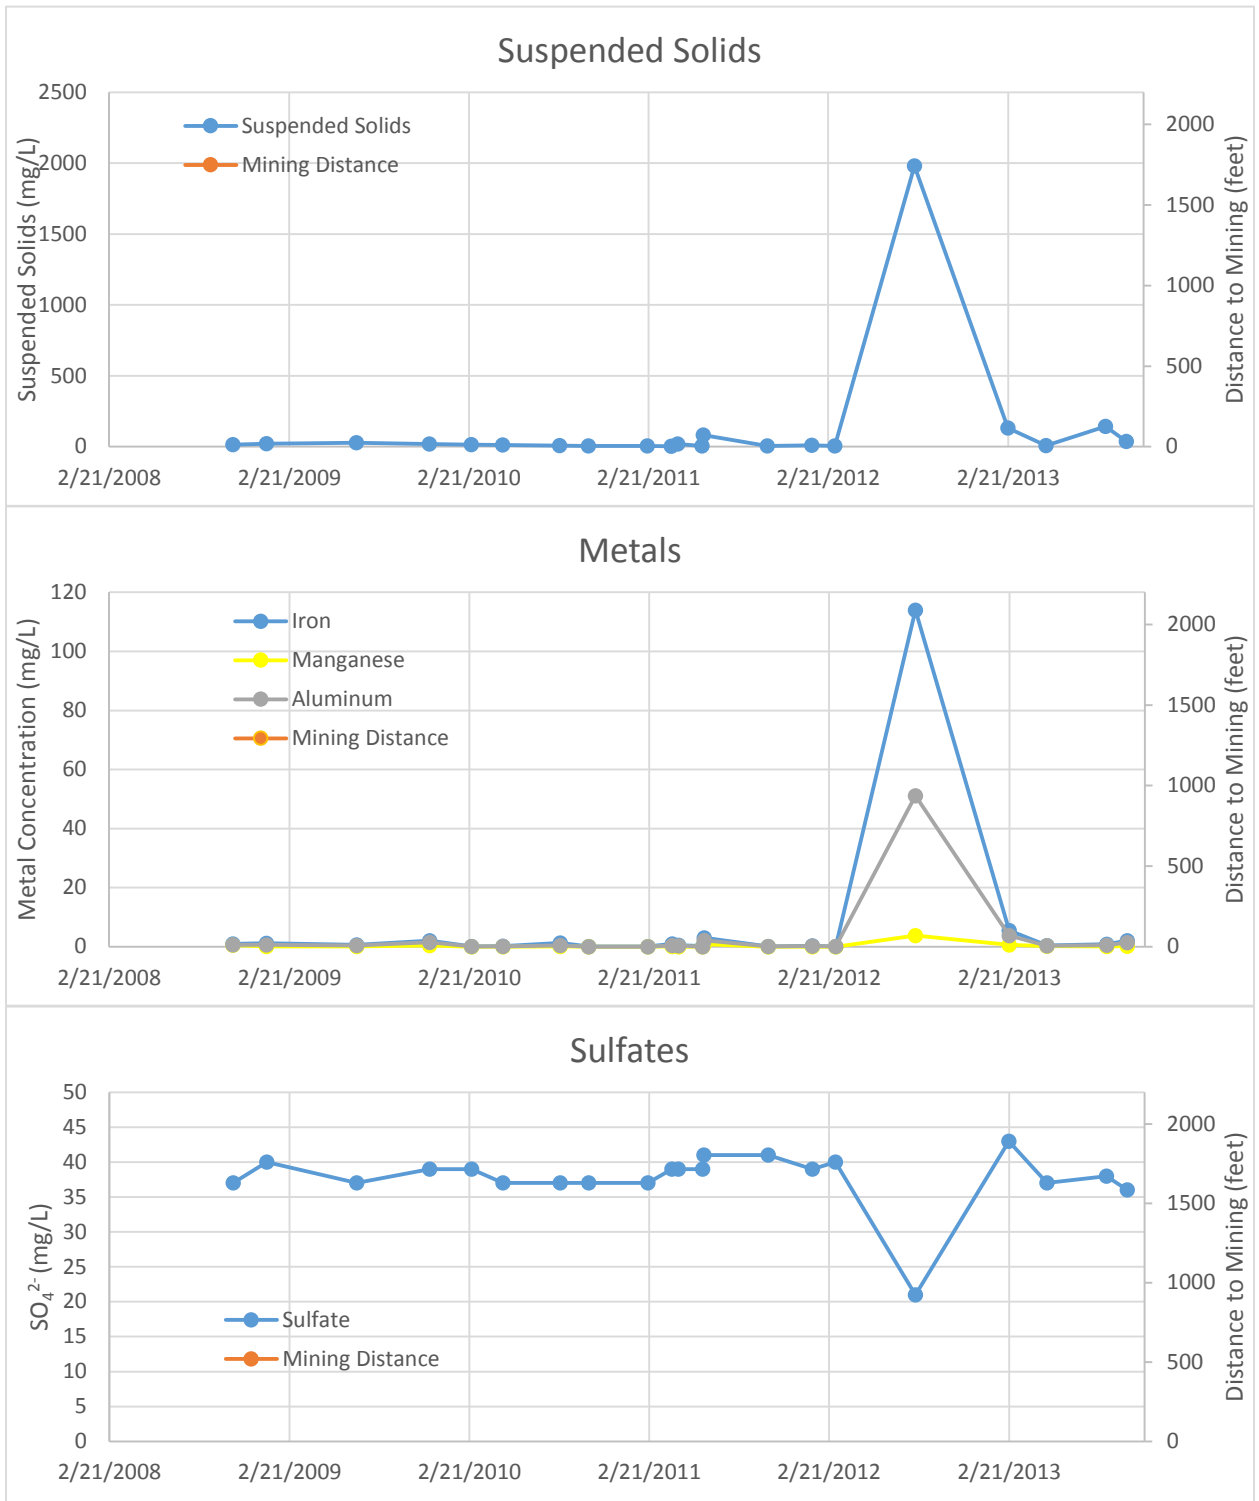 Suspended Solids
2500
2000
1500
1000
500
0
Suspended Solids (mg/L)
Suspended Solids
Mining Distance
2000
1500
1000
500
0
Distance to Mining (feet)
2/21/2008 2/21/2009 2/21/2010 2/21/2011 2/21/2012 2/21/2013
Metals
120
100
80
60
40
20
0
Metal Concentration (mg/L)
Iron
Manganese
Aluminum
Mining Distance
2000
1500
1000
500
0
Distance to Mining (feet)
2/21/2008 2/21/2009 2/21/2010 2/21/2011 2/21/2012 2/21/2013
Sulfates
50
45
40
35
30
25
20
15
10
5
0
SO₄²⁻ (mg/L)
Sulfate
Mining Distance
2000
1500
1000
500
0
Distance to Mining (feet)
2/21/2008 2/21/2009 2/21/2010 2/21/2011 2/21/2012 2/21/2013